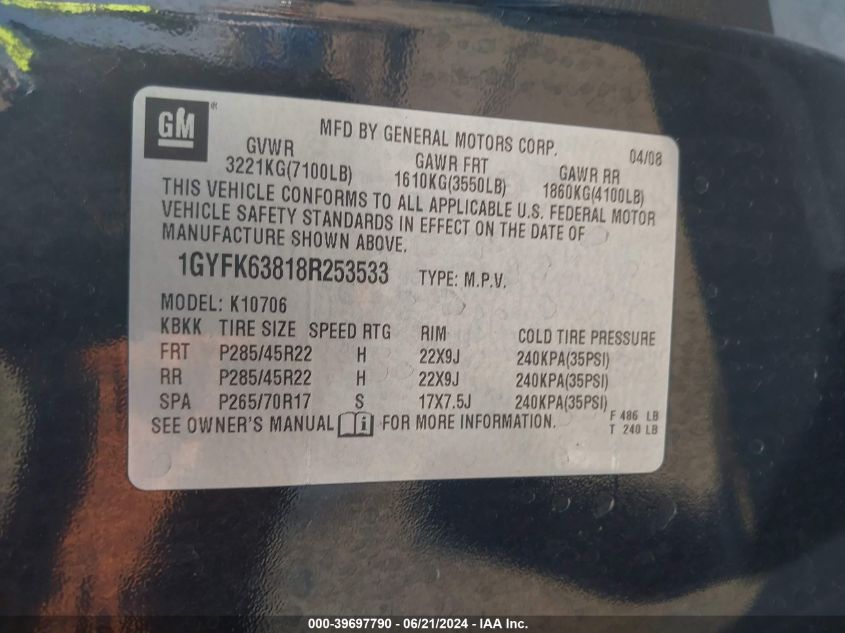 GM
MFD BY GENERAL MOTORS CORP. 04/08
GVWR GAWR FRT GAWR RR
3221KG(7100LB) 1610KG(3550LB) 1860KG(4100LB)
THIS VEHICLE CONFORMS TO ALL APPLICABLE U.S. FEDERAL MOTOR
VEHICLE SAFETY STANDARDS IN EFFECT ON THE DATE OF
MANUFACTURE SHOWN ABOVE.
1GYFK63818R253533 TYPE: M.P.V.
MODEL: K10706
KBKK TIRE SIZE SPEED RTG RIM COLD TIRE PRESSURE
FRT P285/45R22 H 22X9J 240KPA(35PSI)
RR P285/45R22 H 22X9J 240KPA(35PSI)
SPA P265/70R17 S 17X7.5J 240KPA(35PSI)
SEE OWNER'S MANUAL i FOR MORE INFORMATION.
F 486 LB
T 240 LB
000-39697790 - 06/21/2024 - IAA Inc.